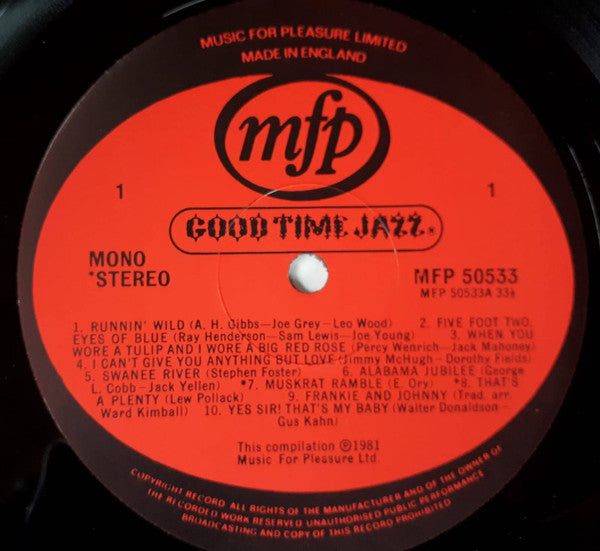 MUSIC FOR PLEASURE LIMITED
MADE IN ENGLAND
mfp
1
1
GOOD TIME JAZZ®
MONO
*STEREO
MFP 50533
MFP 50533A 33⅓
1. RUNNIN' WILD (A. H. Gibbs—Joe Grey—Leo Wood) 2. FIVE FOOT TWO,
EYES OF BLUE (Ray Henderson—Sam Lewis—Joe Young) 3. WHEN YOU
WORE A TULIP AND I WORE A BIG RED ROSE (Percy Wenrich—Jack Mahoney)
4. I CAN'T GIVE YOU ANYTHING BUT LOVE (Jimmy McHugh—Dorothy Fields)
5. SWANEE RIVER (Stephen Foster) 6. ALABAMA JUBILEE (George
L. Cobb—Jack Yellen) *7. MUSKRAT RAMBLE (E. Ory) *8. THAT'S
A PLENTY (Lew Pollack) 9. FRANKIE AND JOHNNY (Trad. arr.
Ward Kimball) 10. YES SIR! THAT'S MY BABY (Walter Donaldson—
Gus Kahn)
This compilation ℗1981
Music For Pleasure Ltd.
COPYRIGHT RECORD ALL RIGHTS OF THE MANUFACTURER AND OF THE OWNER OF
THE RECORDED WORK RESERVED UNAUTHORISED PUBLIC PERFORMANCE
BROADCASTING AND COPY OF THIS RECORD PROHIBITED